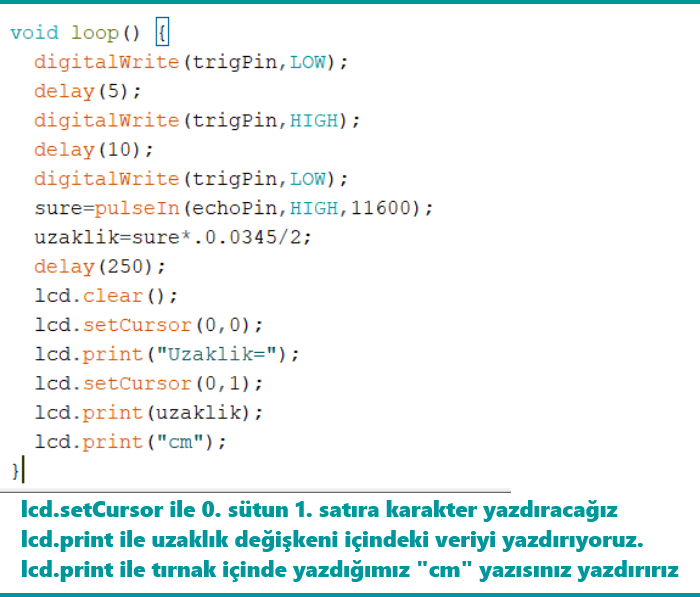 void loop() {
digitalWrite(trigPin,LOW);
delay(5);
digitalWrite(trigPin,HIGH);
delay(10);
digitalWrite(trigPin,LOW);
sure=pulseIn(echoPin,HIGH,11600);
uzaklik=sure*.0.0345/2;
delay(250);
lcd.clear();
lcd.setCursor(0,0);
lcd.print("Uzaklik=");
lcd.setCursor(0,1);
lcd.print(uzaklik);
lcd.print("cm");
}
lcd.setCursor ile 0. sütun 1. satıra karakter yazdıracağız
lcd.print ile uzaklık değişkeni içindeki veriyi yazdırıyoruz.
lcd.print ile tırnak içinde yazdığımız "cm" yazısınız yazdırırız